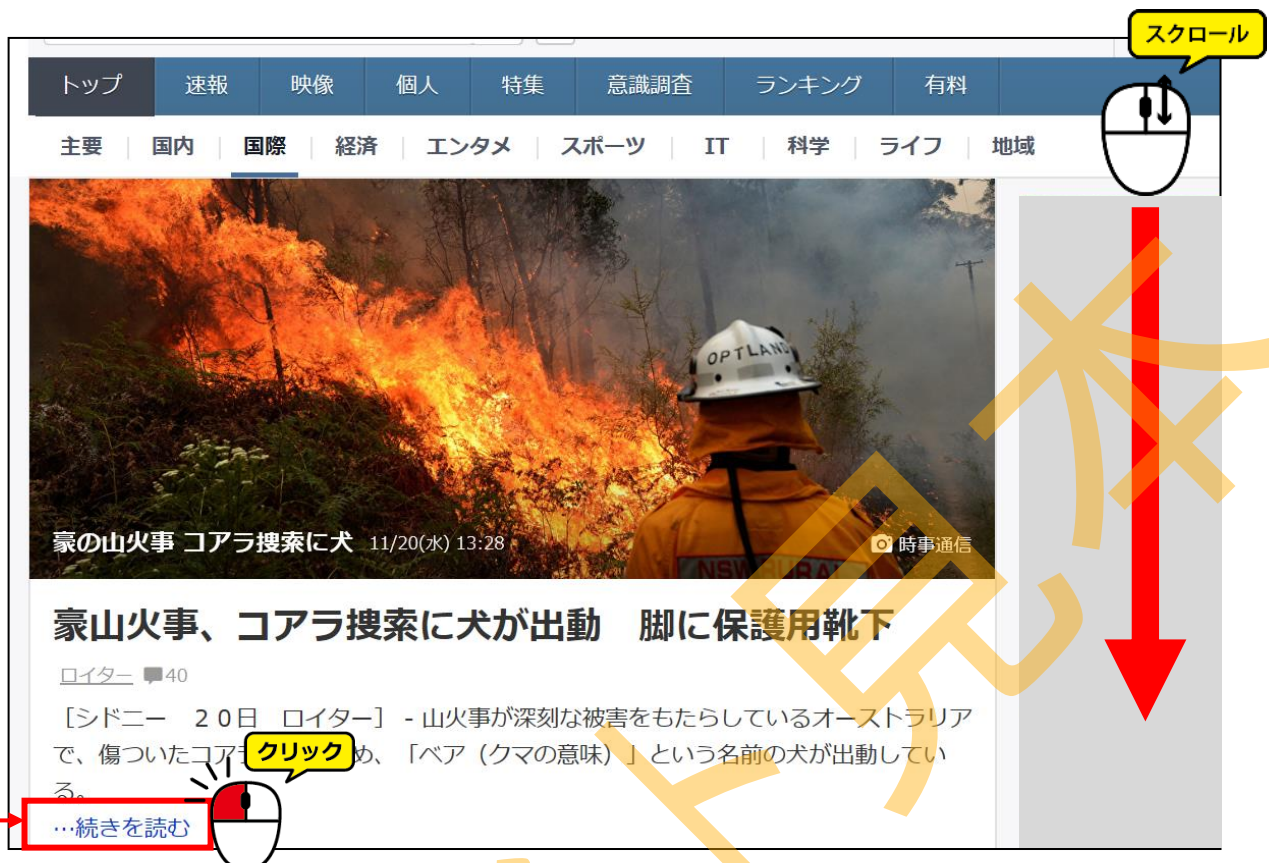 スクロール
トップ 速報 映像 個人 特集 意識調査 ランキング 有料
主要 国内 国際 経済 エンタメ スポーツ IT 科学 ライフ 地域
OPTLAND
豪の山火事 コアラ捜索に犬 11/20(水) 13:28 時事通信
NSW RURAL
豪山火事、コアラ捜索に犬が出動　脚に保護用靴下
ロイター 40
［シドニー　２０日　ロイター］ - 山火事が深刻な被害をもたらしているオーストラリア
で、傷ついたコア
クリック
め、「ベア（クマの意味）」という名前の犬が出動してい
る。
…続きを読む
見本